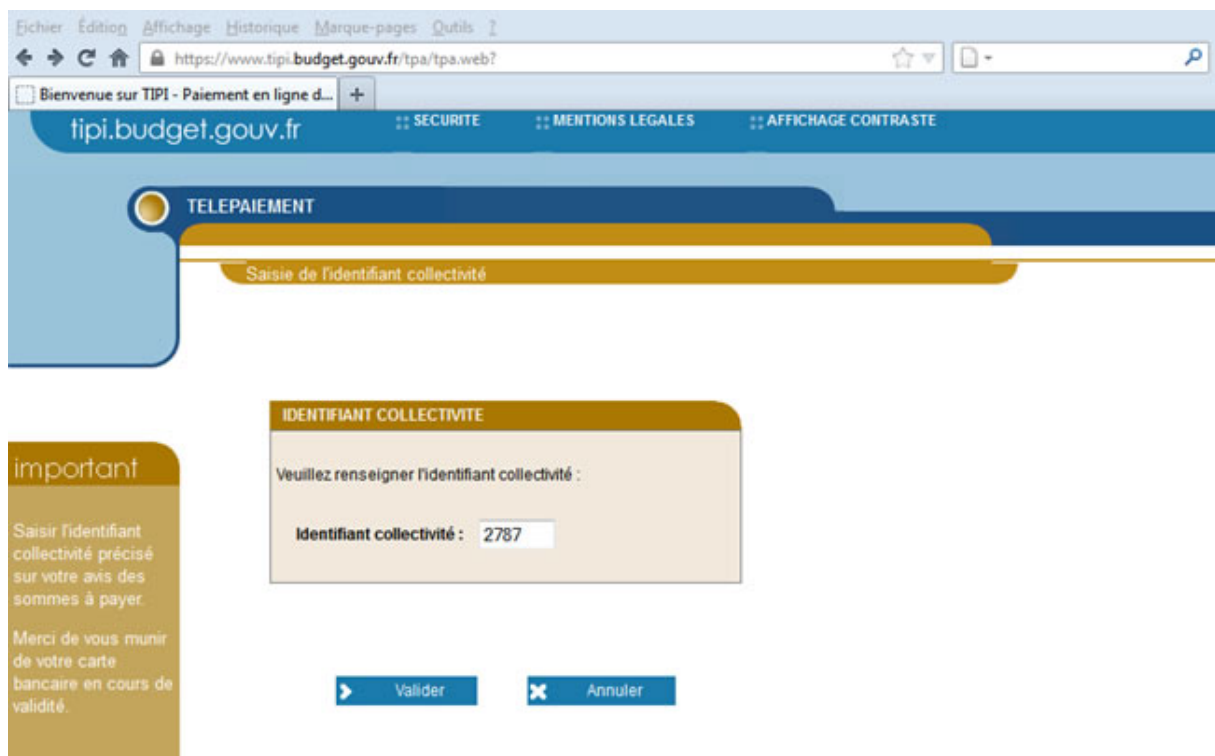 Fichier Édition Affichage Historique Marque-pages Outils ?
https://www.tipi.budget.gouv.fr/tpa/tpa.web?
Bienvenue sur TIPI - Paiement en ligne d... +
tipi.budget.gouv.fr
SECURITE
MENTIONS LEGALES
AFFICHAGE CONTRASTE
TELEPAIEMENT
Saisie de l'identifiant collectivité
IDENTIFIANT COLLECTIVITE
Veuillez renseigner l'identifiant collectivité :
Identifiant collectivité : 2787
important
Saisir l'identifiant
collectivité précisé
sur votre avis des
sommes à payer.
Merci de vous munir
de votre carte
bancaire en cours de
validité.
Valider
Annuler